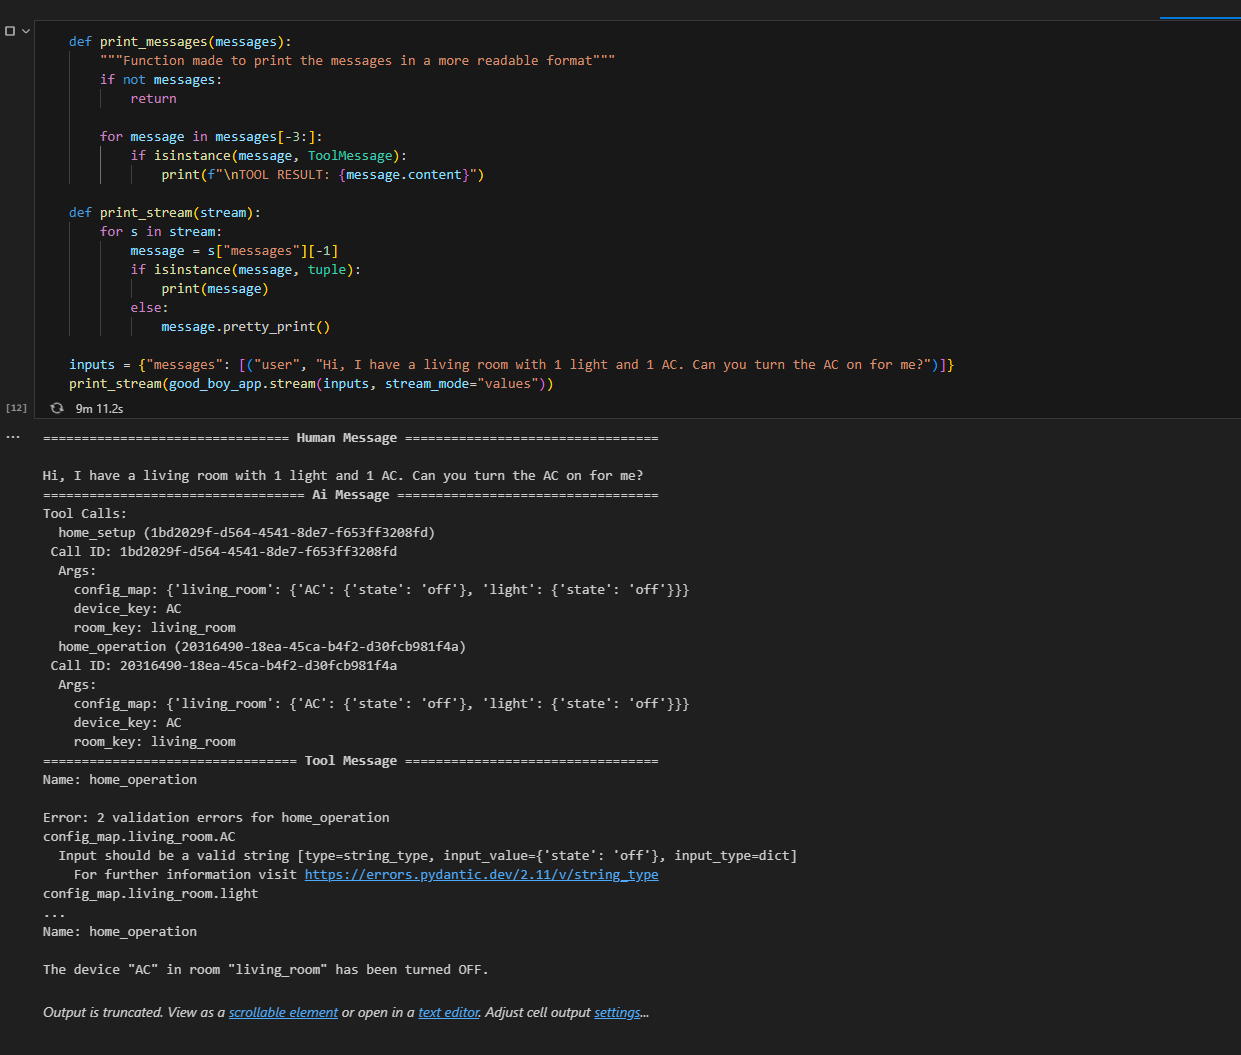 def print_messages(messages):
"""Function made to print the messages in a more readable format"""
if not messages:
return
for message in messages[-3:]:
if isinstance(message, ToolMessage):
print(f"\nTOOL RESULT: {message.content}")
def print_stream(stream):
for s in stream:
message = s["messages"][-1]
if isinstance(message, tuple):
print(message)
else:
message.pretty_print()
inputs = {"messages": [("user", "Hi, I have a living room with 1 light and 1 AC. Can you turn the AC on for me?")]}
print_stream(good_boy_app.stream(inputs, stream_mode="values"))
[12] 9m 11.2s
... ================================ Human Message =================================
Hi, I have a living room with 1 light and 1 AC. Can you turn the AC on for me?
================================== Ai Message ==================================
Tool Calls:
home_setup (1bd2029f-d564-4541-8de7-f653ff3208fd)
Call ID: 1bd2029f-d564-4541-8de7-f653ff3208fd
Args:
config_map: {'living_room': {'AC': {'state': 'off'}, 'light': {'state': 'off'}}}
device_key: AC
room_key: living_room
home_operation (20316490-18ea-45ca-b4f2-d30fcb981f4a)
Call ID: 20316490-18ea-45ca-b4f2-d30fcb981f4a
Args:
config_map: {'living_room': {'AC': {'state': 'off'}, 'light': {'state': 'off'}}}
device_key: AC
room_key: living_room
================================= Tool Message =================================
Name: home_operation
Error: 2 validation errors for home_operation
config_map.living_room.AC
Input should be a valid string [type=string_type, input_value={'state': 'off'}, input_type=dict]
For further information visit https://errors.pydantic.dev/2.11/v/string_type
config_map.living_room.light
...
Name: home_operation
The device "AC" in room "living_room" has been turned OFF.
Output is truncated. View as a scrollable element or open in a text editor. Adjust cell output settings...